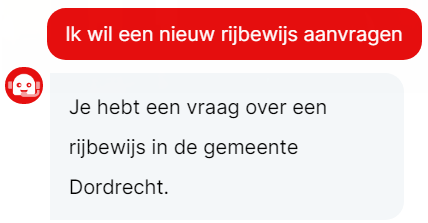 Ik wil een nieuw rijbewijs aanvragen
Je hebt een vraag over een
rijbewijs in de gemeente
Dordrecht.